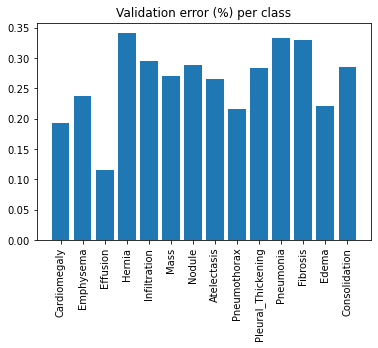 Validation error (%) per class
0.35
0.30
0.25
0.20
0.15
0.10
0.05
0.00
Cardiomegaly
Emphysema
Effusion
Hernia
Infiltration
Mass
Nodule
Atelectasis
Pneumothorax
Pleural_Thickening
Pneumonia
Fibrosis
Edema
Consolidation